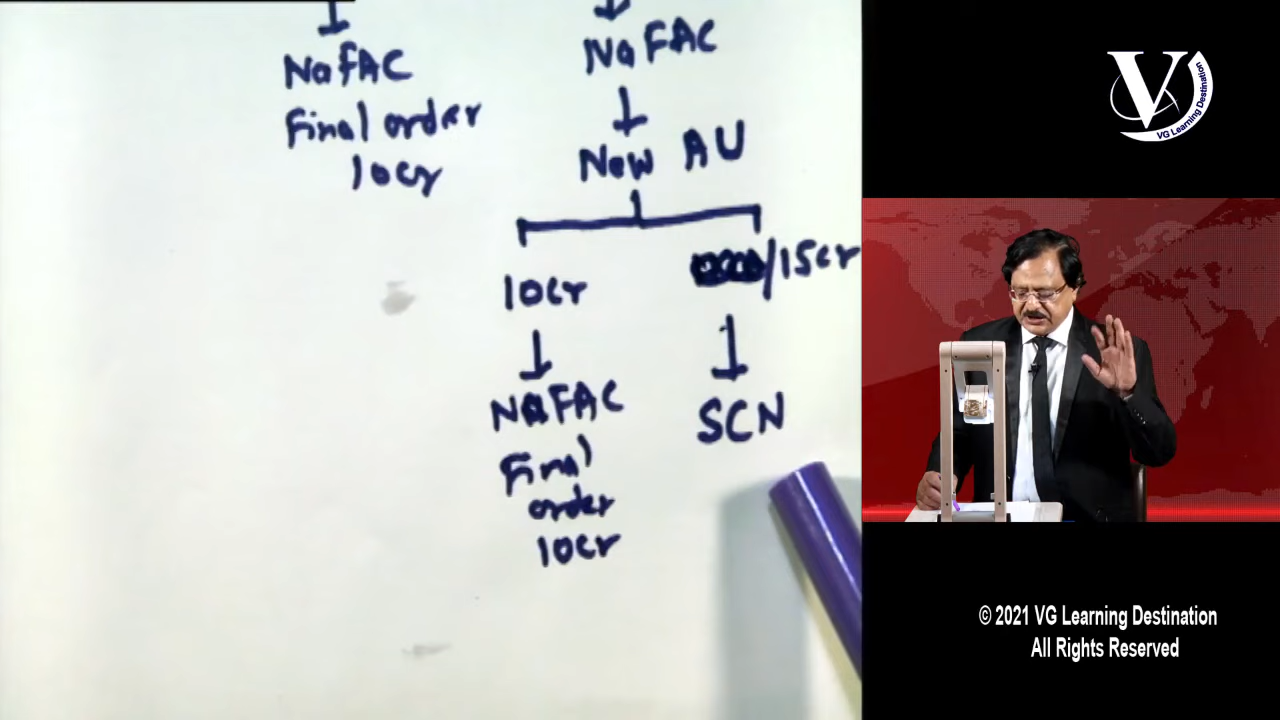 NaFAC
Final order
10cr
NaFAC
New AU
10cr
/15cr
NaFAC
Final
order
10cr
SCN
V
VG Learning Destination
© 2021 VG Learning Destination
All Rights Reserved